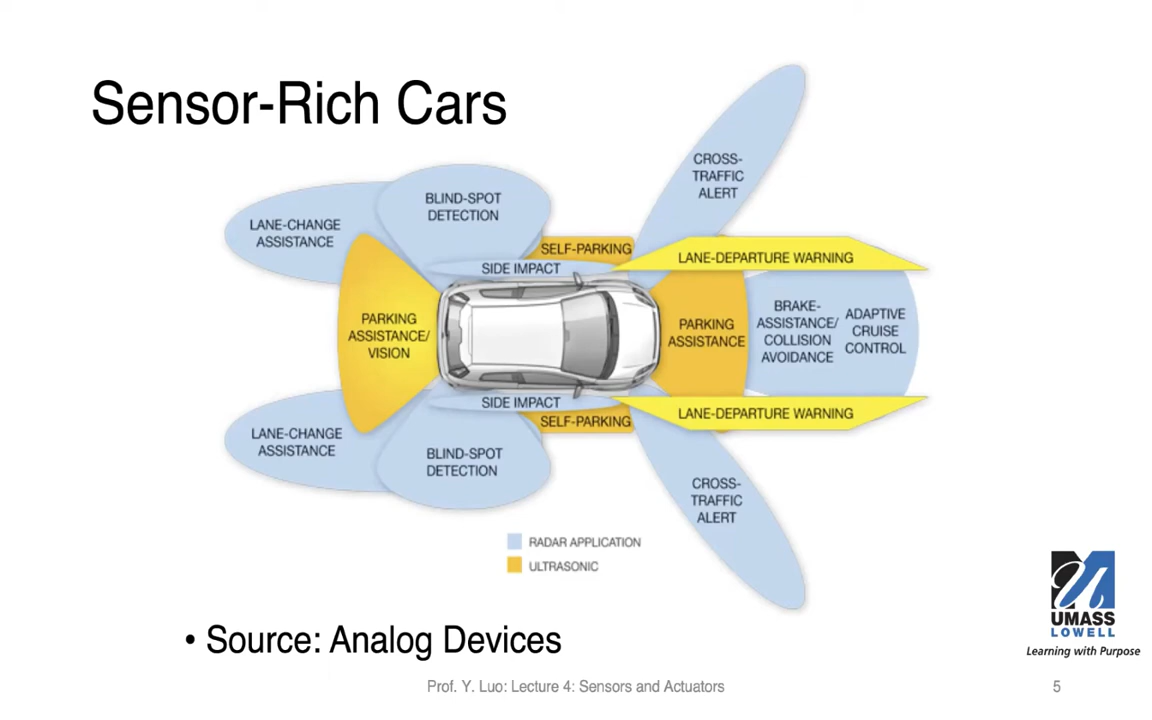 Sensor-Rich Cars
CROSS-
TRAFFIC
ALERT
BLIND-SPOT
DETECTION
LANE-CHANGE
ASSISTANCE
SELF-PARKING
LANE-DEPARTURE WARNING
SIDE IMPACT
PARKING
ASSISTANCE/
VISION
PARKING
ASSISTANCE
BRAKE-
ASSISTANCE/
COLLISION
AVOIDANCE
ADAPTIVE
CRUISE
CONTROL
SIDE IMPACT
LANE-DEPARTURE WARNING
SELF-PARKING
LANE-CHANGE
ASSISTANCE
BLIND-SPOT
DETECTION
CROSS-
TRAFFIC
ALERT
RADAR APPLICATION
ULTRASONIC
• Source: Analog Devices
UMASS
LOWELL
Learning with Purpose
Prof. Y. Luo: Lecture 4: Sensors and Actuators
5